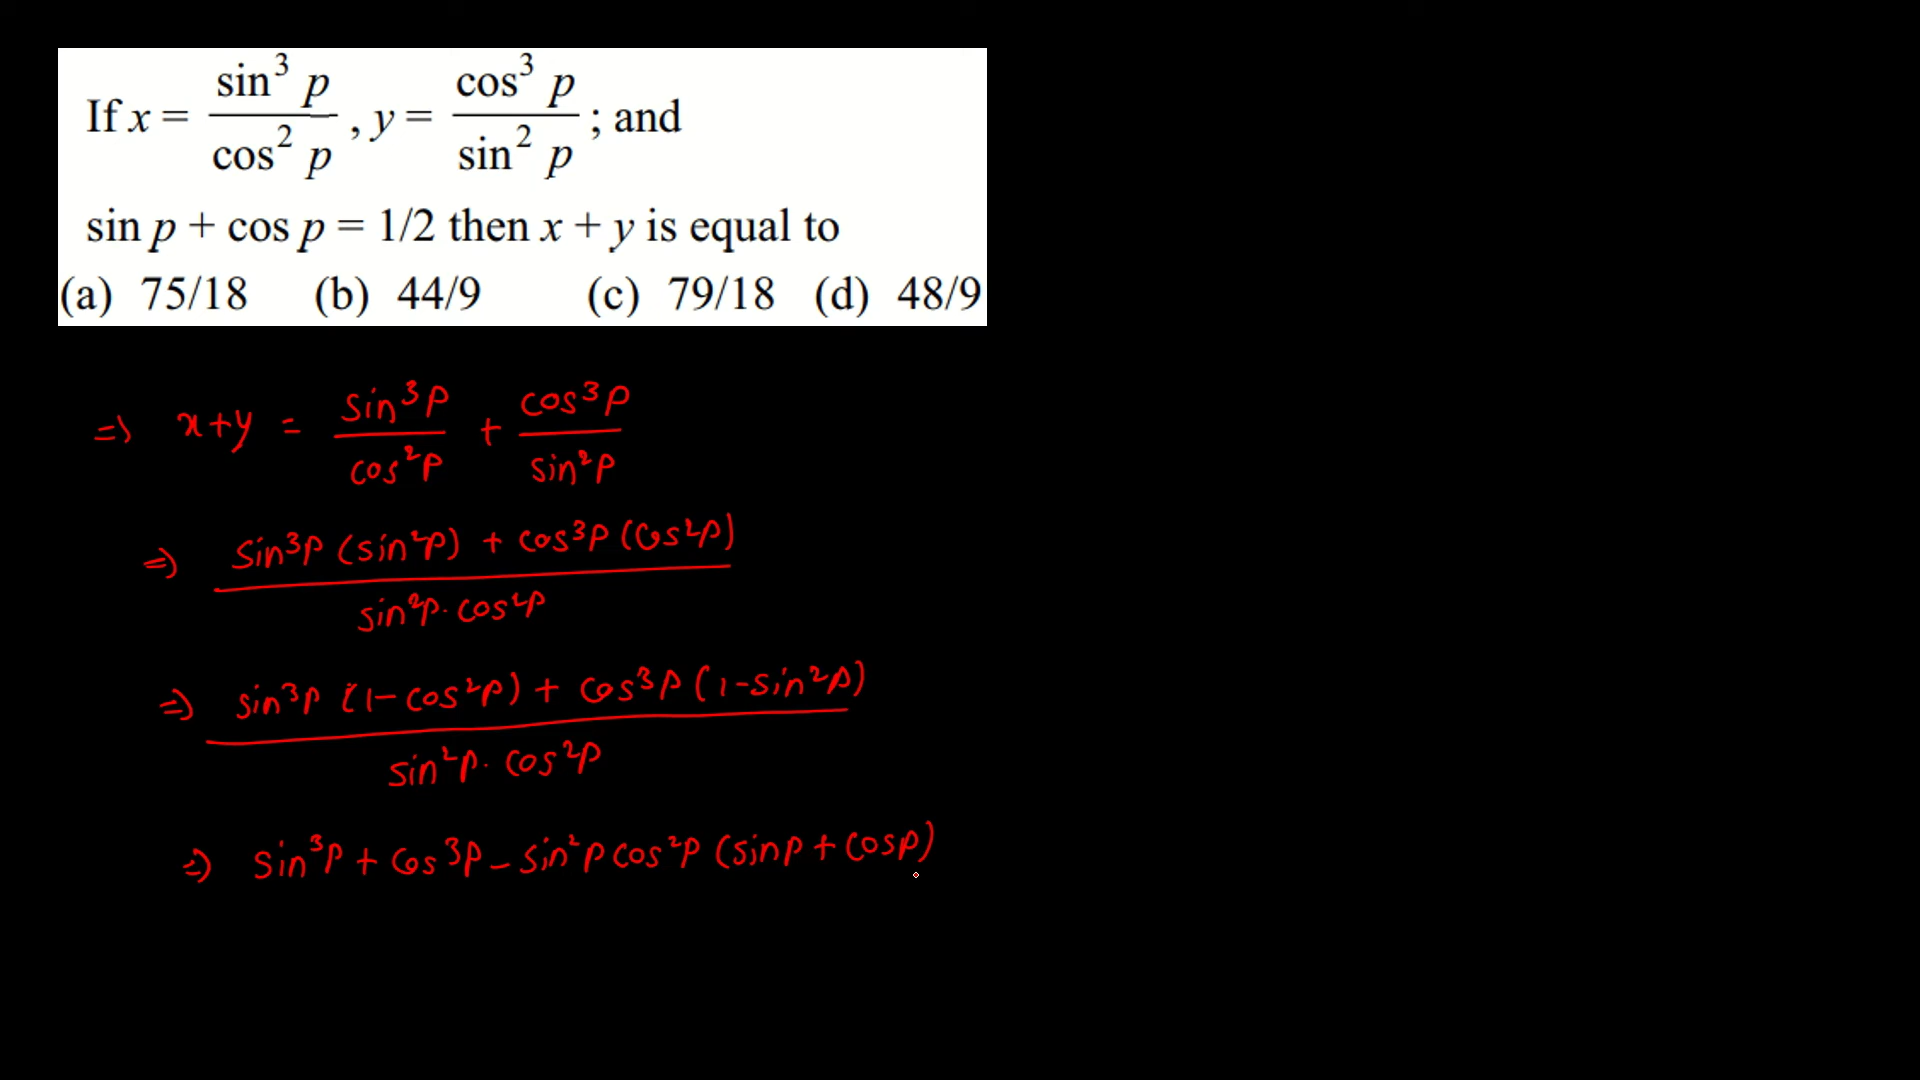 If x = sin³ p / cos² p , y = cos³ p / sin² p ; and
sin p + cos p = 1/2 then x + y is equal to
(a) 75/18 (b) 44/9 (c) 79/18 (d) 48/9
=> x+y = sin³p / cos²p + cos³p / sin²p
=> sin³p (sin²p) + cos³p (cos²p) / sin²p · cos²p
=> sin³p (1 - cos²p) + cos³p (1 - sin²p) / sin²p · cos²p
=> sin³p + cos³p - sin²p cos²p (sinp + cosp)